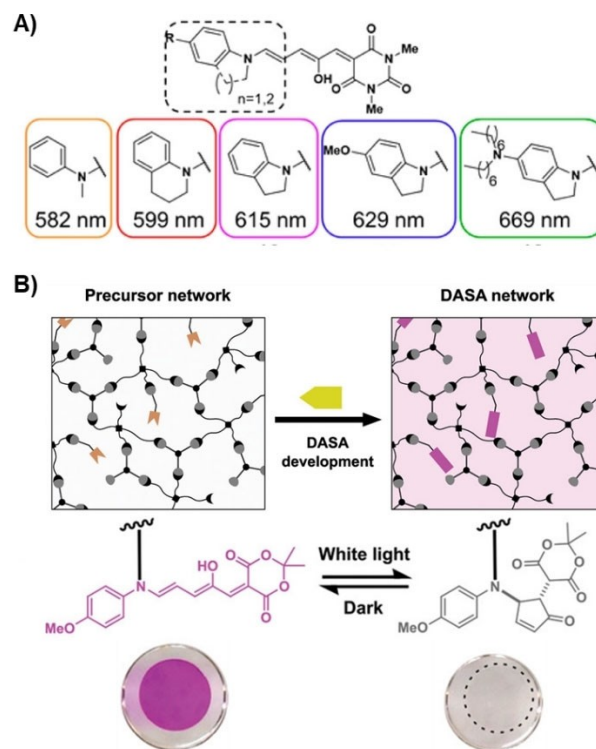 A)
R
N
OH
O
O
N
Me
N
O
Me
n=1,2
N
582 nm
N
599 nm
N
615 nm
MeO
N
629 nm
6
N
6
669 nm
B)
Precursor network
DASA network
DASA
development
OH
O
O
O
O
N
MeO
White light
Dark
O
O
O
O
N
O
MeO